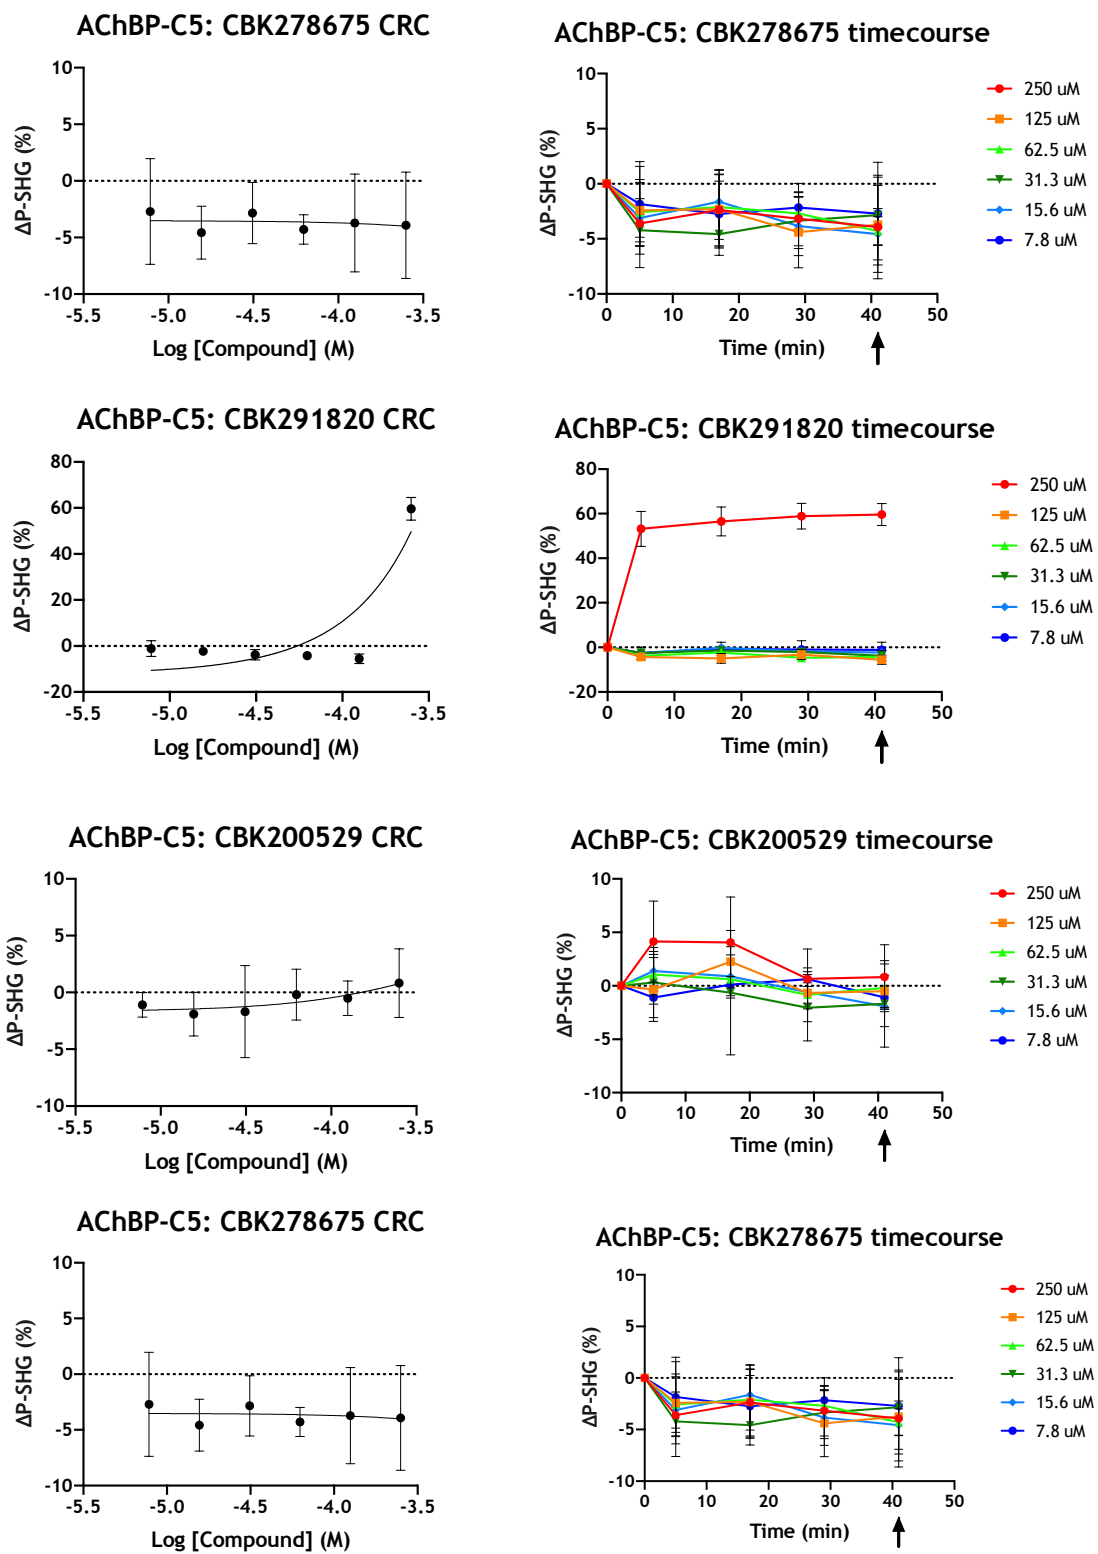 AChBP-C5: CBK278675 CRC
10
5
0
-5
-10
ΔP-SHG (%)
-5.5
-5.0
-4.5
-4.0
-3.5
Log [Compound] (M)
AChBP-C5: CBK278675 timecourse
10
5
0
-5
-10
ΔP-SHG (%)
0
10
20
30
40
50
Time (min)
250 uM
125 uM
62.5 uM
31.3 uM
15.6 uM
7.8 uM
AChBP-C5: CBK291820 CRC
80
60
40
20
0
-20
ΔP-SHG (%)
-5.5
-5.0
-4.5
-4.0
-3.5
Log [Compound] (M)
AChBP-C5: CBK291820 timecourse
80
60
40
20
0
-20
ΔP-SHG (%)
0
10
20
30
40
50
Time (min)
250 uM
125 uM
62.5 uM
31.3 uM
15.6 uM
7.8 uM
AChBP-C5: CBK200529 CRC
10
5
0
-5
-10
ΔP-SHG (%)
-5.5
-5.0
-4.5
-4.0
-3.5
Log [Compound] (M)
AChBP-C5: CBK200529 timecourse
10
5
0
-5
-10
ΔP-SHG (%)
0
10
20
30
40
50
Time (min)
250 uM
125 uM
62.5 uM
31.3 uM
15.6 uM
7.8 uM
AChBP-C5: CBK278675 CRC
10
5
0
-5
-10
ΔP-SHG (%)
-5.5
-5.0
-4.5
-4.0
-3.5
Log [Compound] (M)
AChBP-C5: CBK278675 timecourse
10
5
0
-5
-10
ΔP-SHG (%)
0
10
20
30
40
50
Time (min)
250 uM
125 uM
62.5 uM
31.3 uM
15.6 uM
7.8 uM